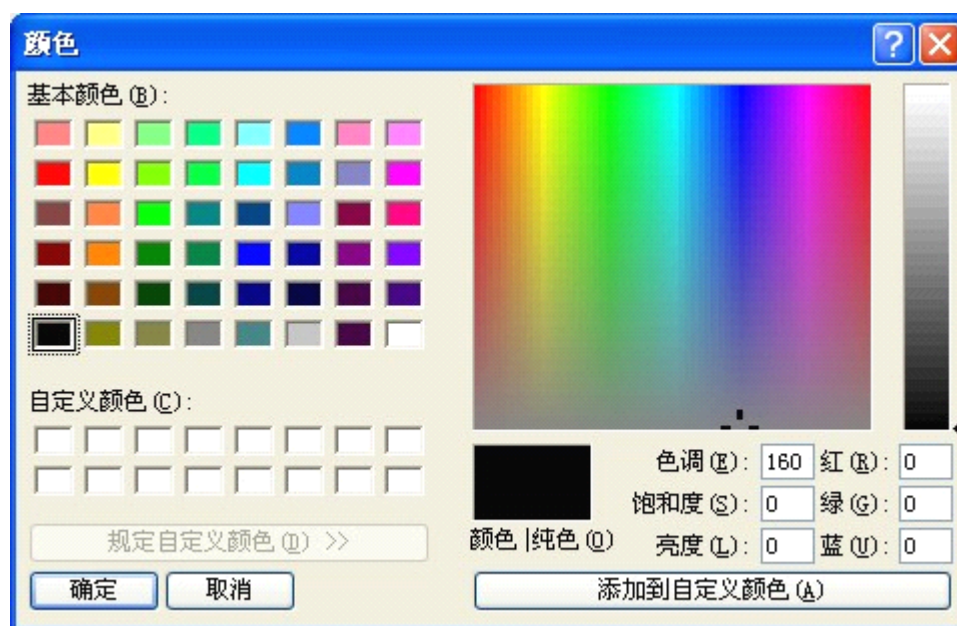 颜色
基本颜色(B):
自定义颜色(C):
规定自定义颜色(D) >>
确定
取消
颜色|纯色(O)
色调(E): 160
饱和度(S): 0
亮度(L): 0
红(R): 0
绿(G): 0
蓝(U): 0
添加到自定义颜色(A)